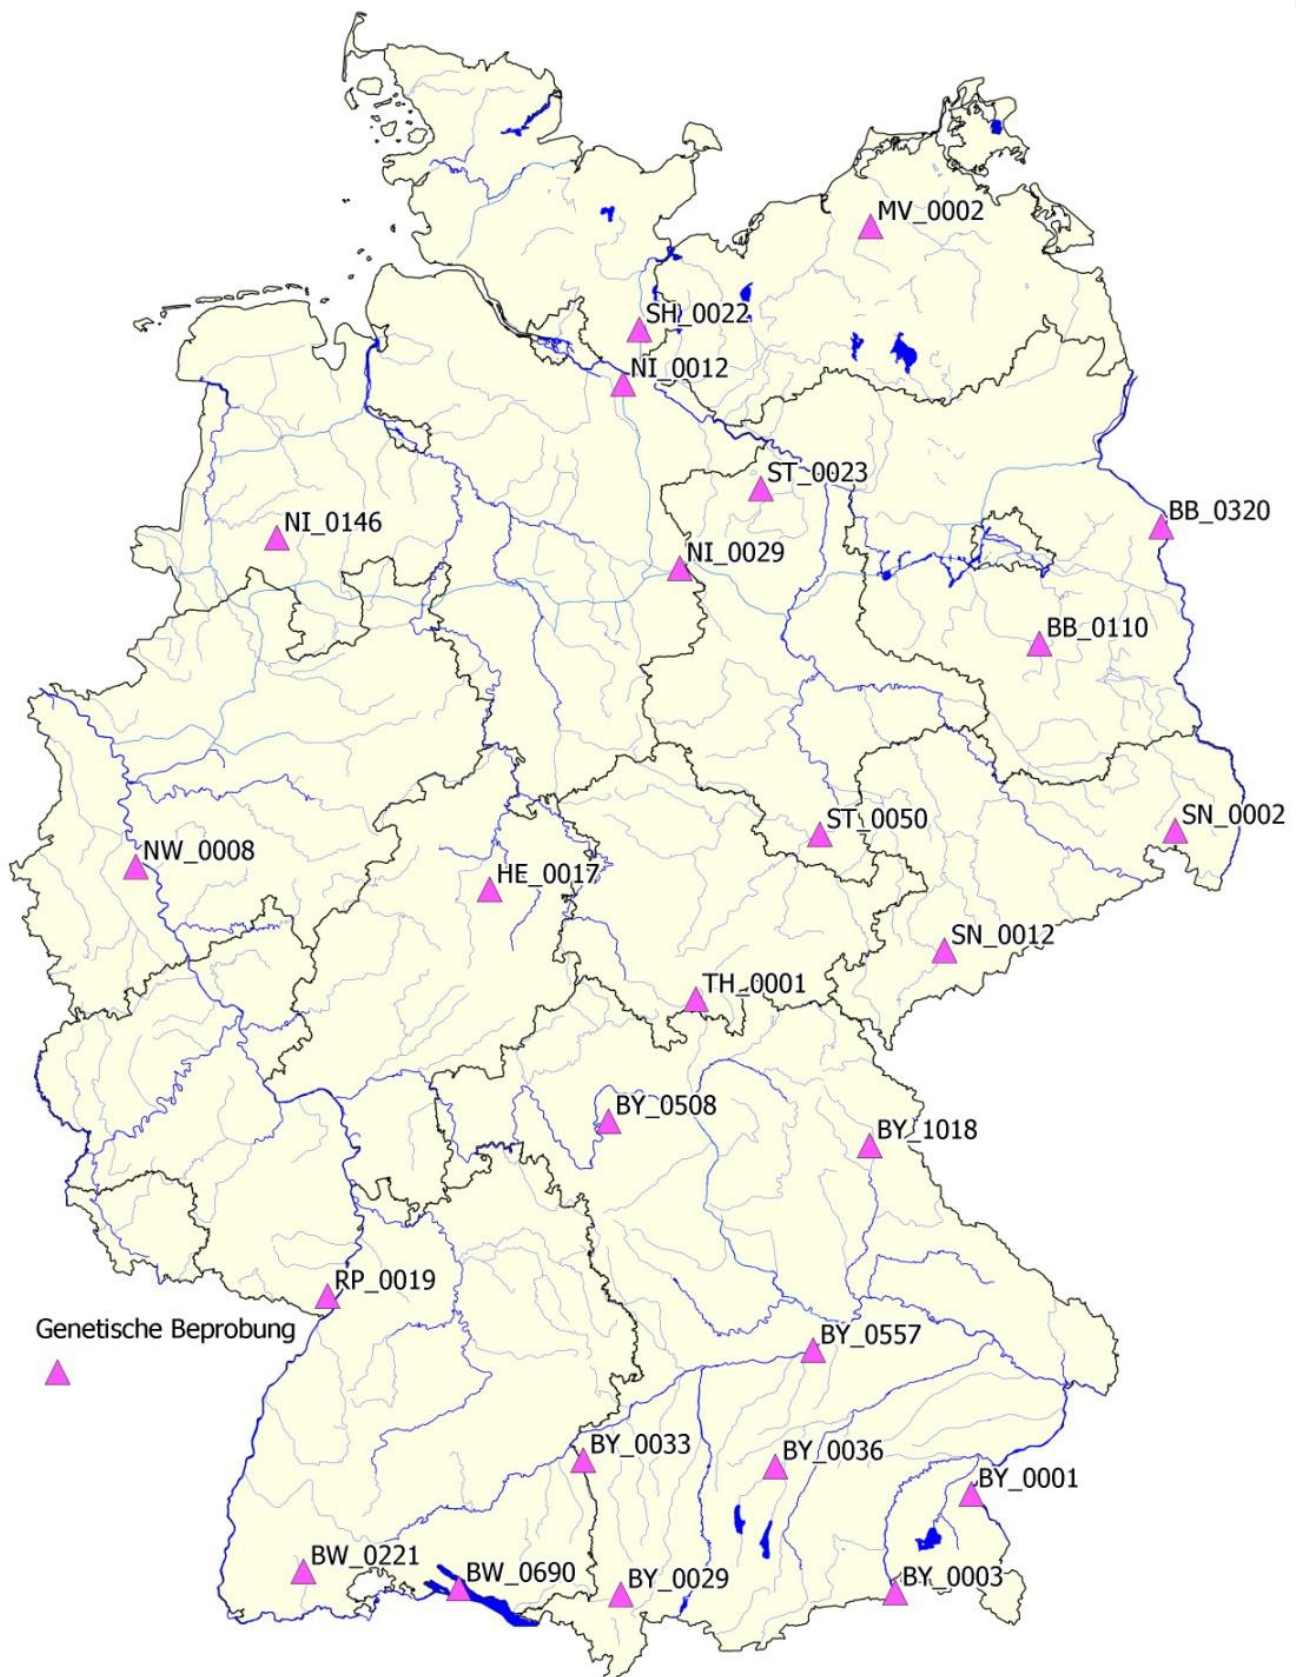 MV_0002
SH_0022
NI_0012
ST_0023
NI_0146
BB_0320
NI_0029
BB_0110
SN_0002
ST_0050
NW_0008
HE_0017
SN_0012
TH_0001
BY_0508
BY_1018
RP_0019
Genetische Beprobung
BY_0557
BY_0033
BY_0036
BY_0001
BW_0221
BW_0690
BY_0029
BY_0003